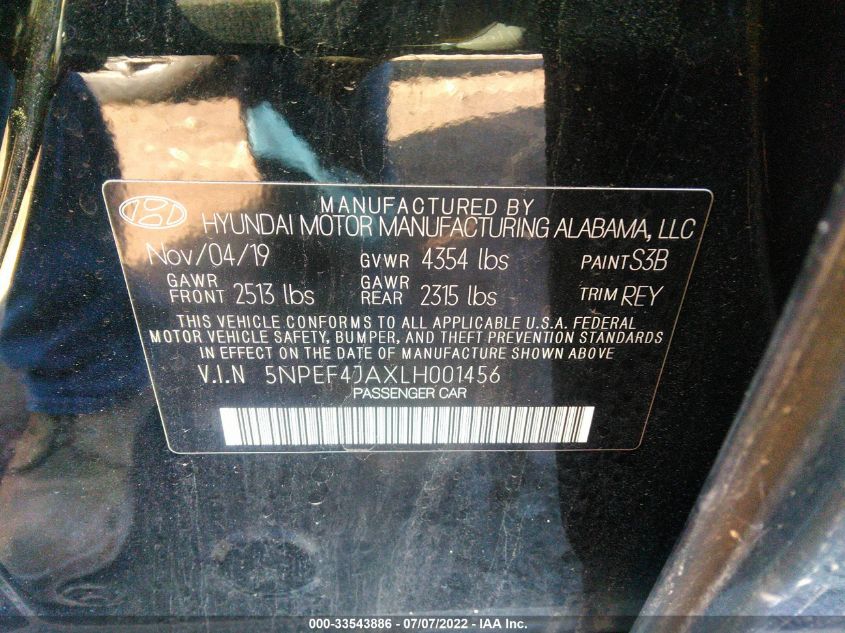 MANUFACTURED BY
HYUNDAI MOTOR MANUFACTURING ALABAMA, LLC
Nov/04/19 GVWR 4354 lbs PAINT S3B
GAWR FRONT 2513 lbs GAWR REAR 2315 lbs TRIM REY
THIS VEHICLE CONFORMS TO ALL APPLICABLE U.S.A. FEDERAL
MOTOR VEHICLE SAFETY, BUMPER, AND THEFT PREVENTION STANDARDS
IN EFFECT ON THE DATE OF MANUFACTURE SHOWN ABOVE
V.I.N 5NPEF4JAXLH001456
PASSENGER CAR
000-33543886 - 07/07/2022 - IAA Inc.